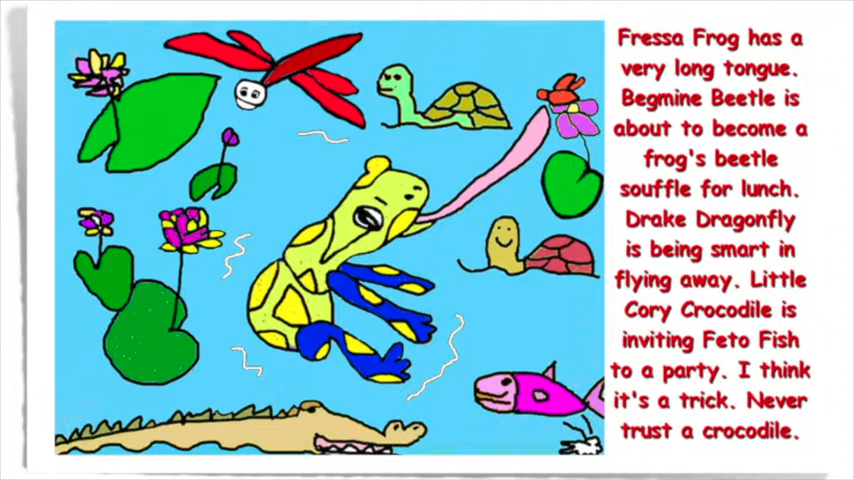 Fressa Frog has a
very long tongue.
Begmine Beetle is
about to become a
frog's beetle
souffle for lunch.
Drake Dragonfly
is being smart in
flying away. Little
Cory Crocodile is
inviting Feto Fish
to a party. I think
it's a trick. Never
trust a crocodile.